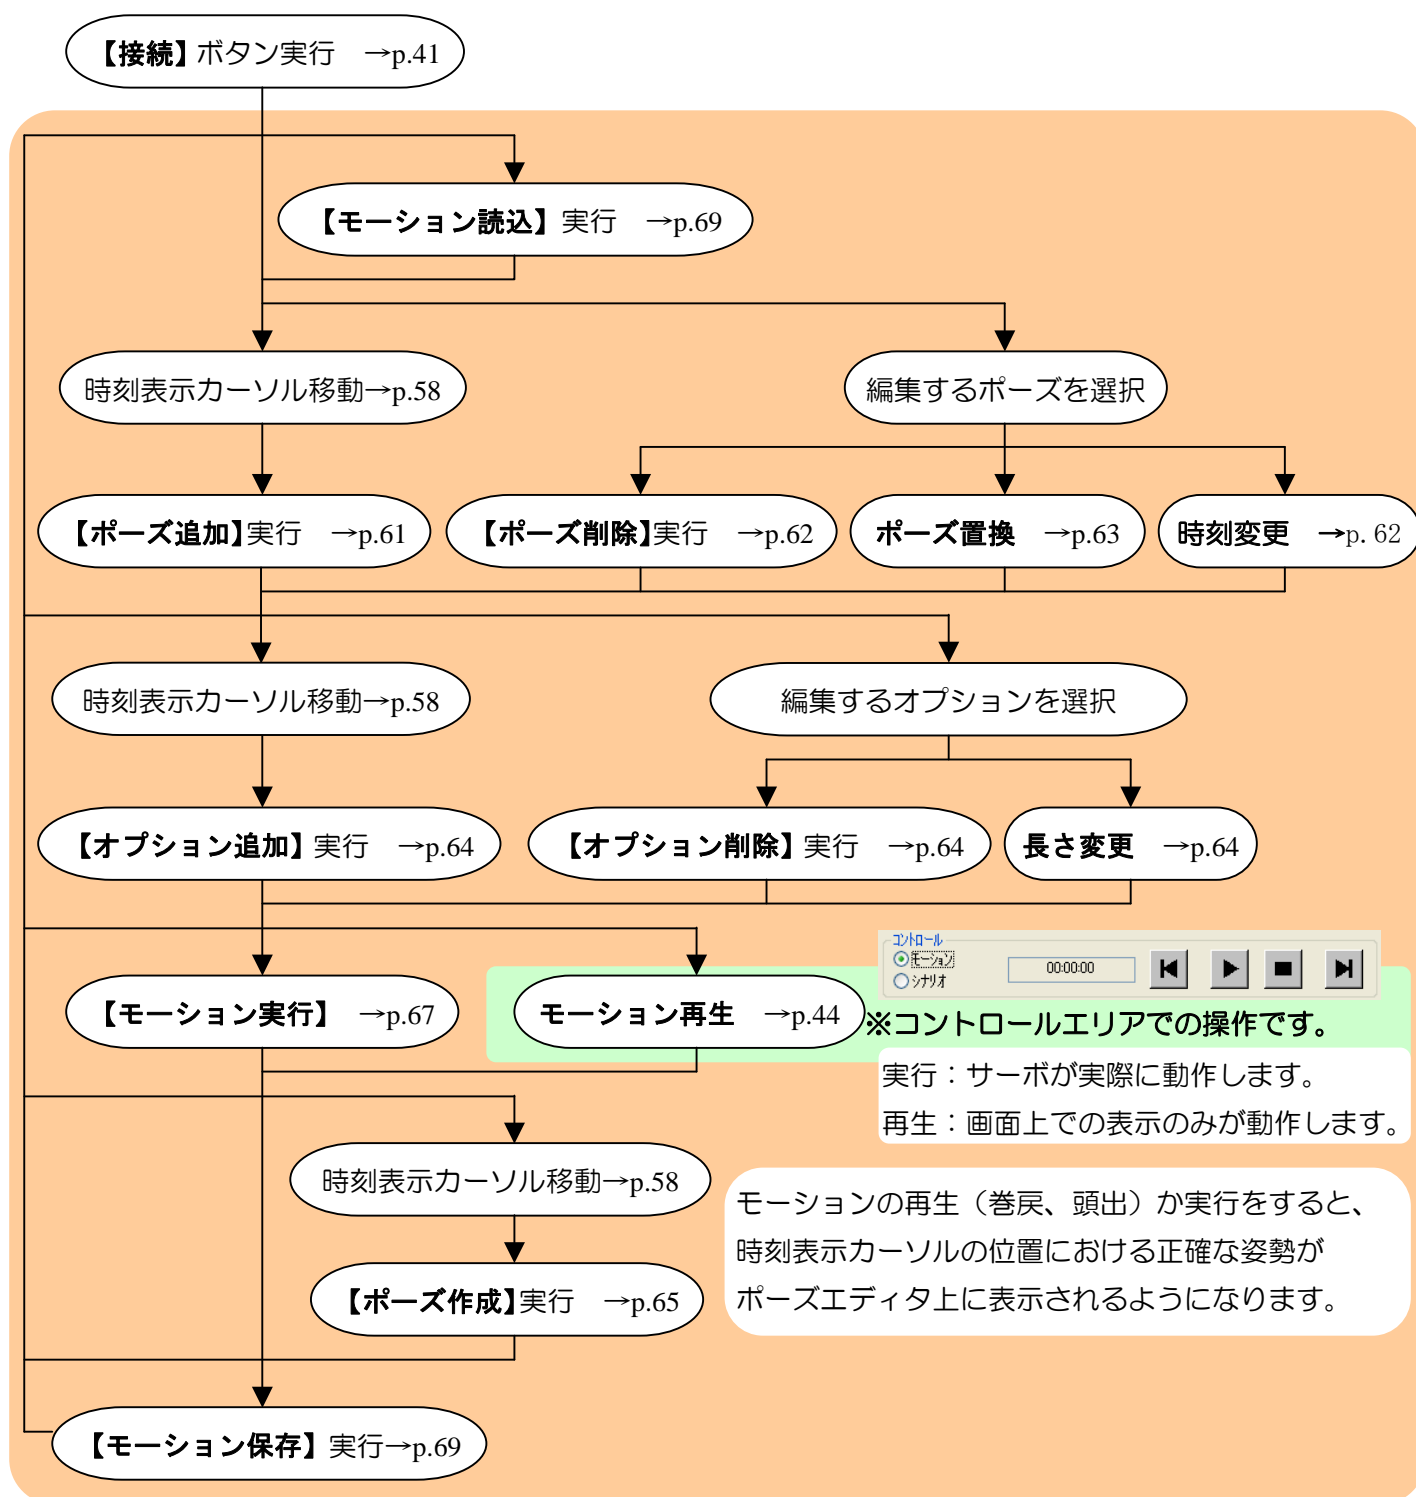 【接続】ボタン実行　→p.41
【モーション読込】実行　→p.69
時刻表示カーソル移動→p.58
編集するポーズを選択
【ポーズ追加】実行　→p.61
【ポーズ削除】実行　→p.62
ポーズ置換　→p.63
時刻変更　→p. 62
時刻表示カーソル移動→p.58
編集するオプションを選択
【オプション追加】実行　→p.64
【オプション削除】実行　→p.64
長さ変更　→p.64
コントロール
モーション
シナリオ
00:00:00
【モーション実行】　→p.67
モーション再生　→p.44
※コントロールエリアでの操作です。
実行：サーボが実際に動作します。
再生：画面上での表示のみが動作します。
時刻表示カーソル移動→p.58
モーションの再生（巻戻、頭出）か実行をすると、
時刻表示カーソルの位置における正確な姿勢が
ポーズエディタ上に表示されるようになります。
【ポーズ作成】実行　→p.65
【モーション保存】実行→p.69